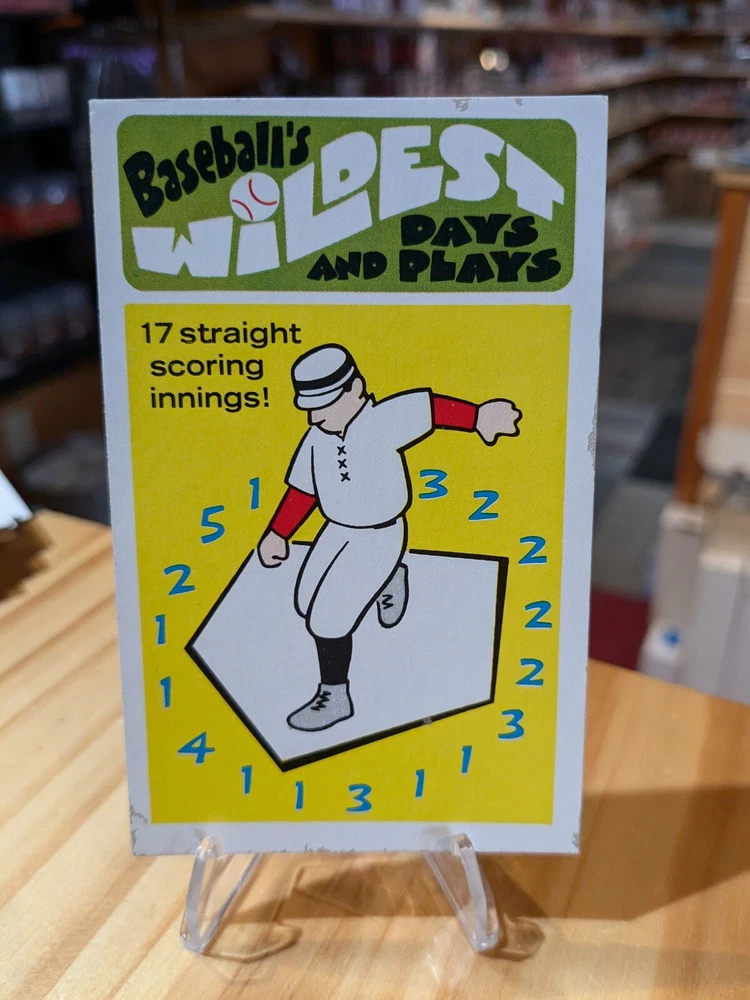 Baseball's
WiLDEST
DAYS
AND PLAYS
17 straight
scoring
innings!
1 3 2
5
2 2
2
1 2
1 2
4 3
1 1 3 1 1